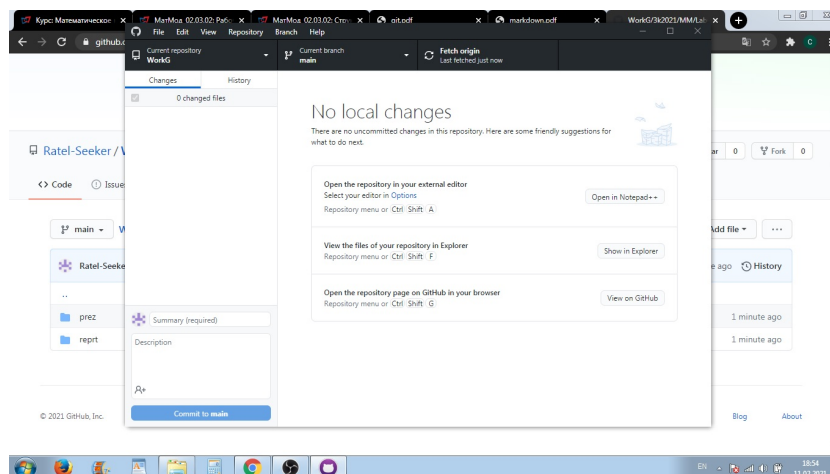 Курс: Математическое
МатМод 02.03.02: Рабо
МатМод 02.03.02: Стру
git.pdf
markdown.pdf
WorkG/3k2021/MM/Lab
github.c
File Edit View Repository Branch Help
Current repository
WorkG
Current branch
main
Fetch origin
Last fetched just now
Changes History
0 changed files
No local changes
There are no uncommitted changes in this repository. Here are some friendly suggestions for
what to do next.
Open the repository in your external editor
Select your editor in Options
Repository menu or Ctrl Shift A
Open in Notepad++
View the files of your repository in Explorer
Repository menu or Ctrl Shift F
Show in Explorer
Open the repository page on GitHub in your browser
Repository menu or Ctrl Shift G
View on GitHub
Summary (required)
Description
Commit to main
Ratel-Seeker /
ar 0 Fork 0
Code Issue
main
Add file
Ratel-Seeke
e ago History
..
prez 1 minute ago
reprt 1 minute ago
© 2021 GitHub, Inc.
Blog About
EN
18:54